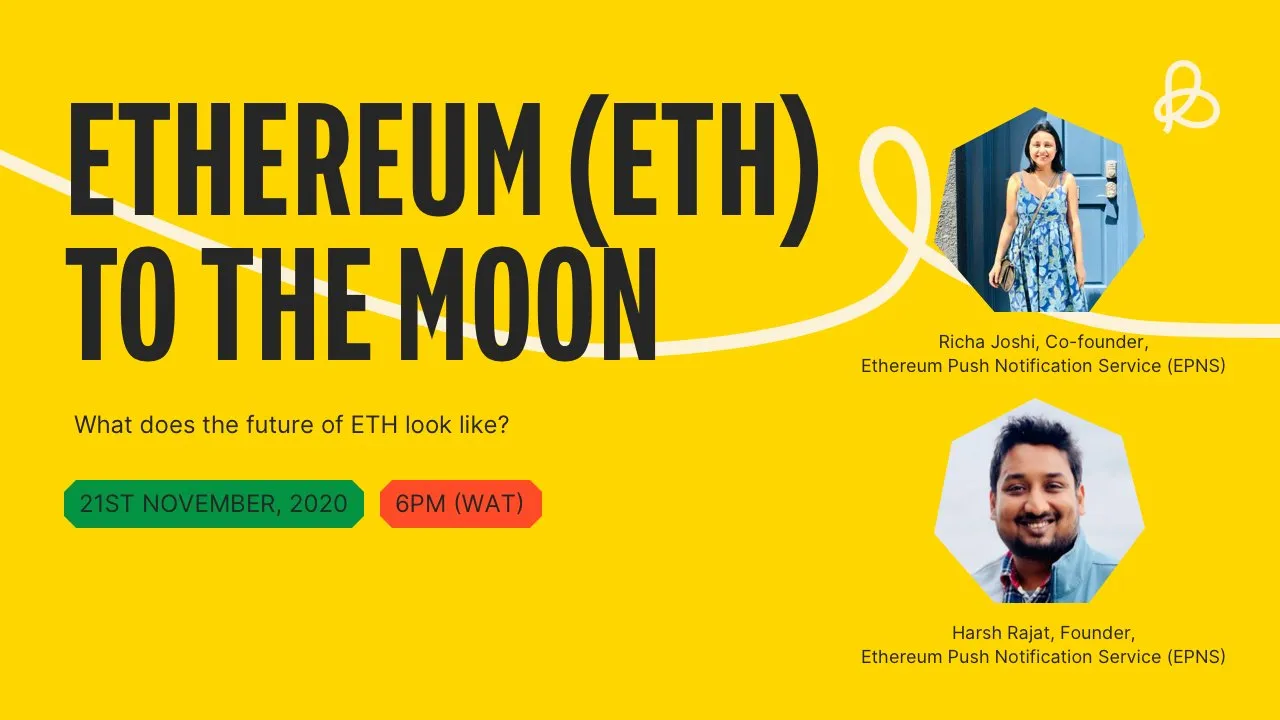 ETHEREUM (ETH)
TO THE MOON
What does the future of ETH look like?
21ST NOVEMBER, 2020
6PM (WAT)
Richa Joshi, Co-founder,
Ethereum Push Notification Service (EPNS)
Harsh Rajat, Founder,
Ethereum Push Notification Service (EPNS)